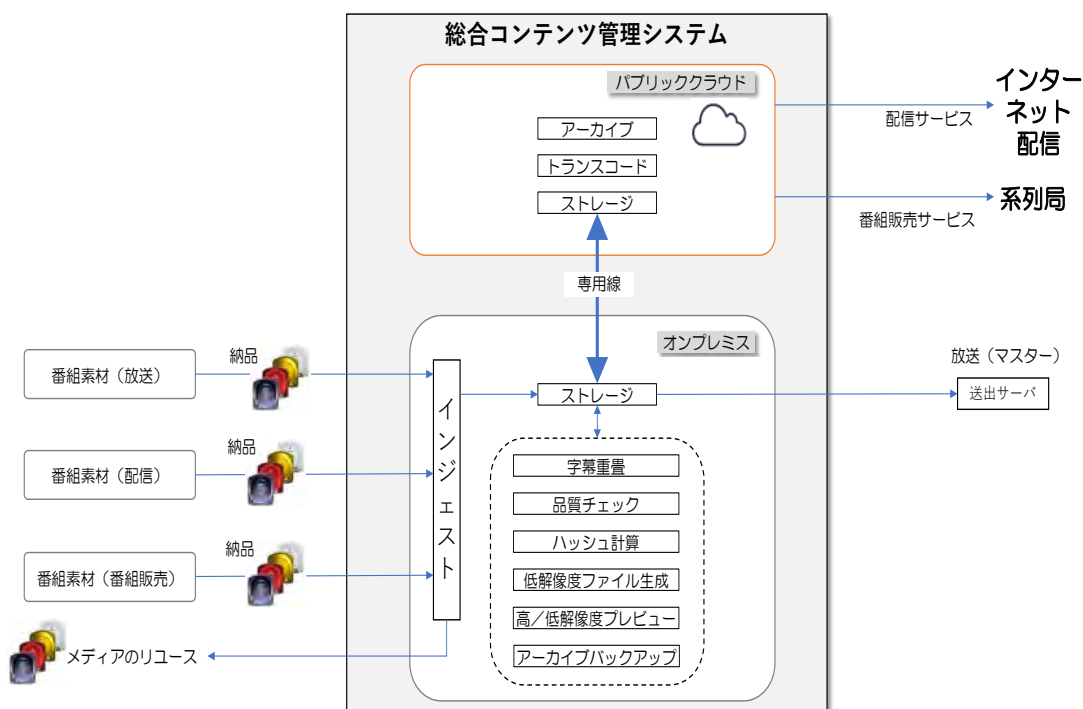 総合コンテンツ管理システム
パブリッククラウド
アーカイブ
トランスコード
ストレージ
配信サービス
インター
ネット
配信
番組販売サービス
系列局
専用線
オンプレミス
番組素材（放送）
納品
インジェスト
ストレージ
放送（マスター）
送出サーバ
番組素材（配信）
納品
字幕重畳
品質チェック
ハッシュ計算
番組素材（番組販売）
納品
低解像度ファイル生成
高／低解像度プレビュー
アーカイブバックアップ
メディアのリユース